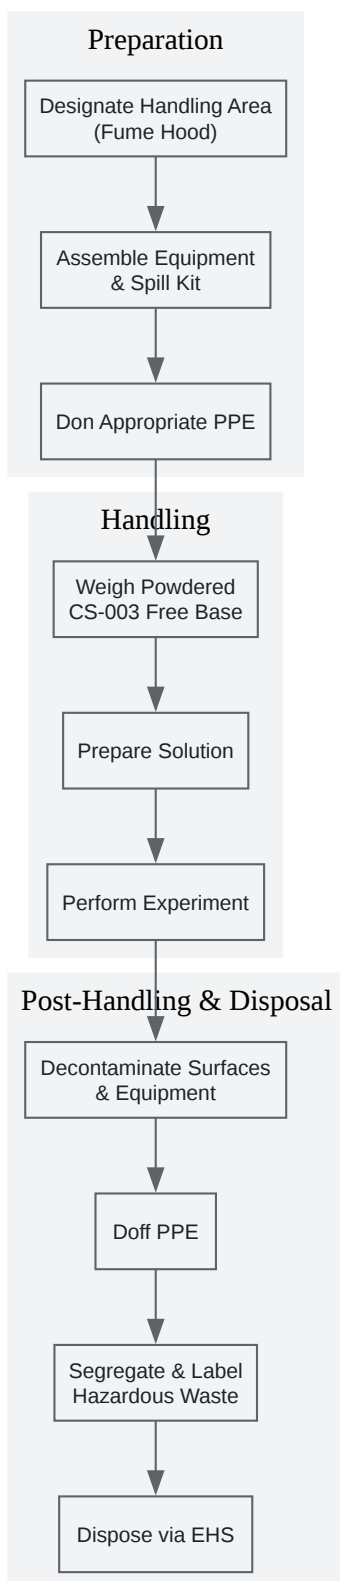 Preparation
Designate Handling Area
(Fume Hood)
Assemble Equipment
& Spill Kit
Don Appropriate PPE
Handling
Weigh Powdered
CS-003 Free Base
Prepare Solution
Perform Experiment
Post-Handling & Disposal
Decontaminate Surfaces
& Equipment
Doff PPE
Segregate & Label
Hazardous Waste
Dispose via EHS